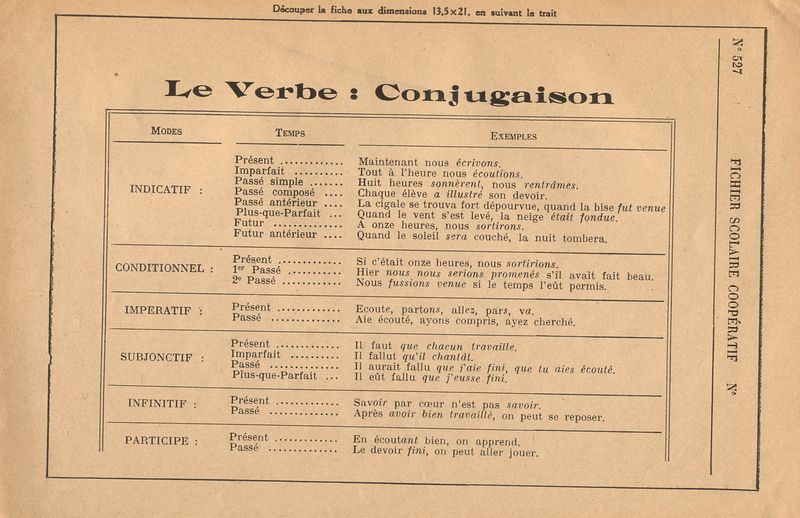 Découper la fiche aux dimensions 13,5x21, en suivant le trait
Le Verbe : Conjugaison
MODES TEMPS EXEMPLES
INDICATIF :
Présent ............. Maintenant nous écrivons.
Imparfait .......... Tout à l'heure nous écoutions.
Passé simple ....... Huit heures sonnèrent, nous rentrâmes.
Passé composé .... Chaque élève a illustré son devoir.
Passé antérieur .... La cigale se trouva fort dépourvue, quand la bise fut venue
Plus-que-Parfait ... Quand le vent s'est levé, la neige était fondue.
Futur .............. A onze heures, nous sortirons.
Futur antérieur .... Quand le soleil sera couché, la nuit tombera.
CONDITIONNEL :
Présent ............. Si c'était onze heures, nous sortirions.
1er Passé ........... Hier nous nous serions promenés s'il avait fait beau.
2e Passé ............ Nous fussions venue si le temps l'eût permis.
IMPERATIF :
Présent ............. Ecoute, partons, allez, pars, va.
Passé .............. Aie écouté, ayons compris, ayez cherché.
SUBJONCTIF :
Présent ............. Il faut que chacun travaille.
Imparfait .......... Il fallut qu'il chantât.
Passé .............. Il aurait fallu que j'aie fini, que tu aies écouté.
Plus-que-Parfait ... Il eût fallu que j'eusse fini.
INFINITIF :
Présent ............. Savoir par cœur n'est pas savoir.
Passé .............. Après avoir bien travaillé, on peut se reposer.
PARTICIPE :
Présent ............. En écoutant bien, on apprend.
Passé .............. Le devoir fini, on peut aller jouer.
N° 527 FICHIER SCOLAIRE COOPÉRATIF N°